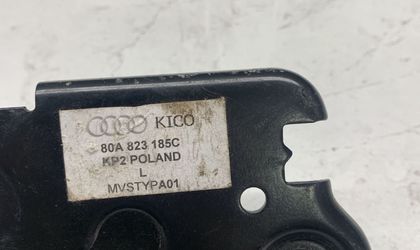 KICO
80A 823 185C
KP2 POLAND
L
MVSTYPA01